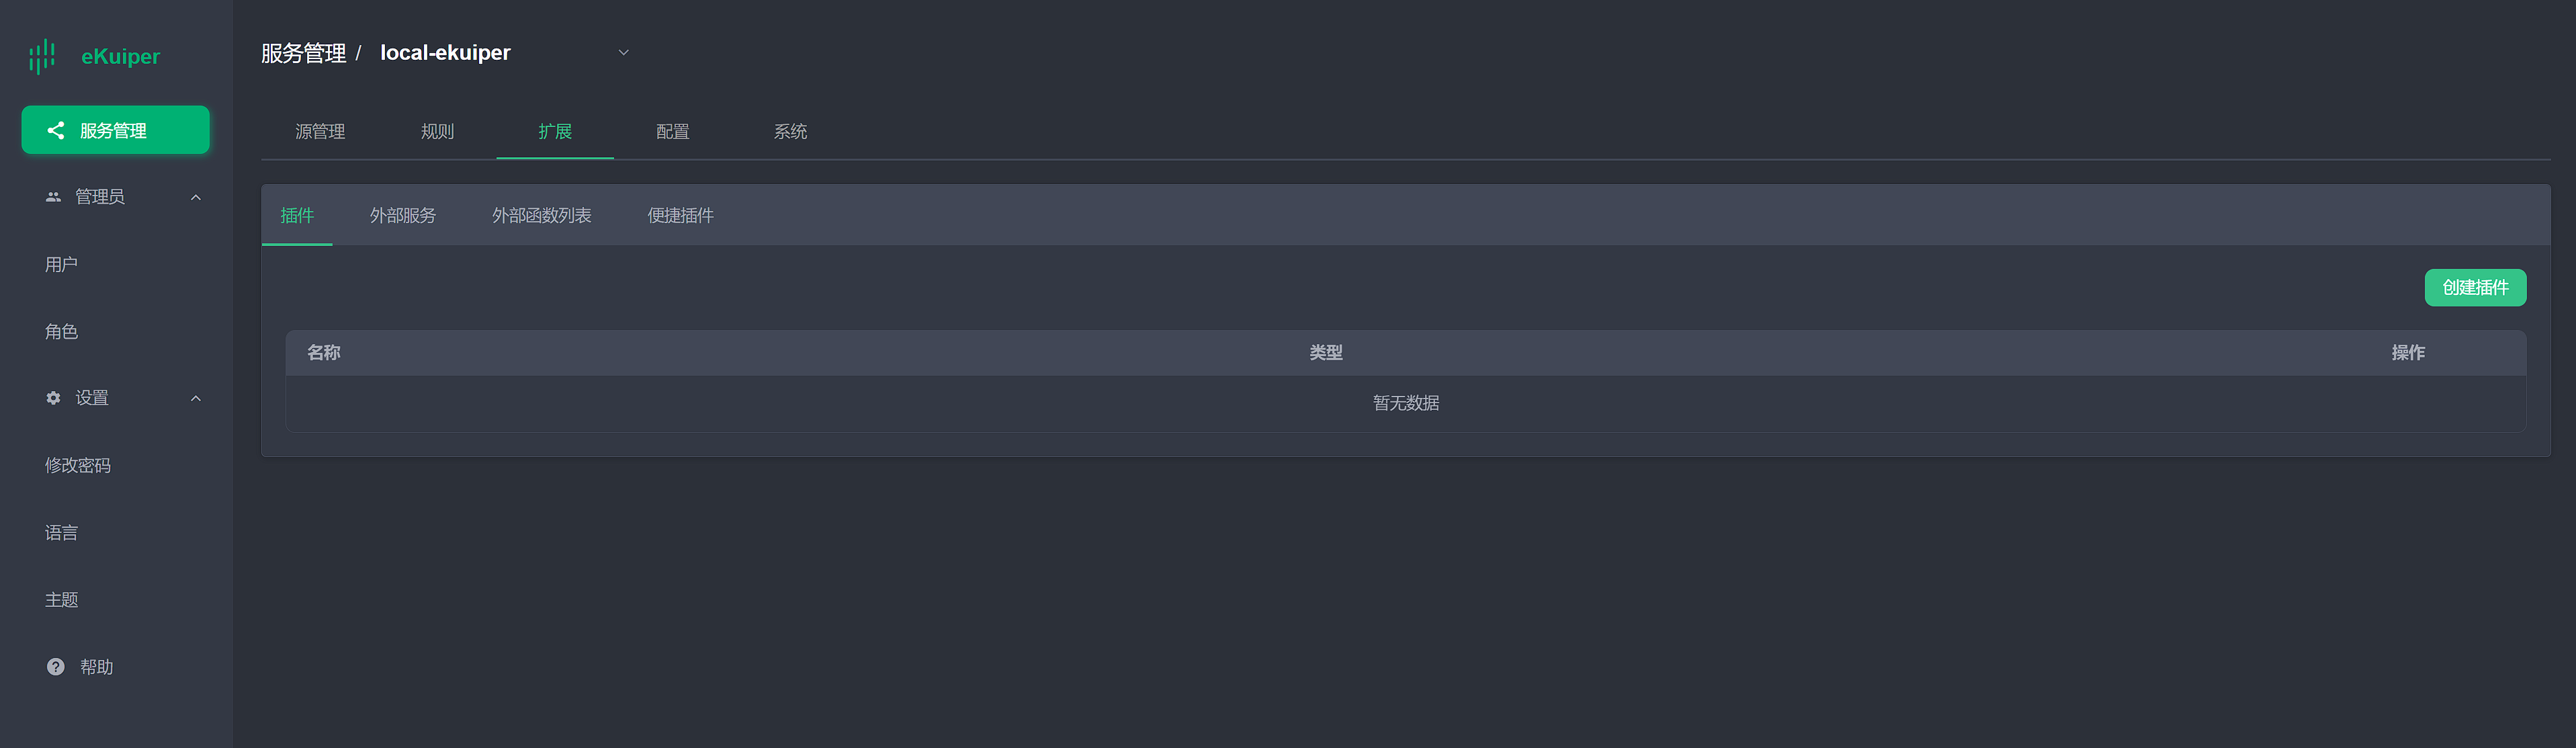 eKuiper
服务管理
管理员
用户
角色
设置
修改密码
语言
主题
帮助
服务管理 / local-ekuiper
源管理 规则 扩展 配置 系统
插件 外部服务 外部函数列表 便捷插件
创建插件
名称 类型 操作
暂无数据